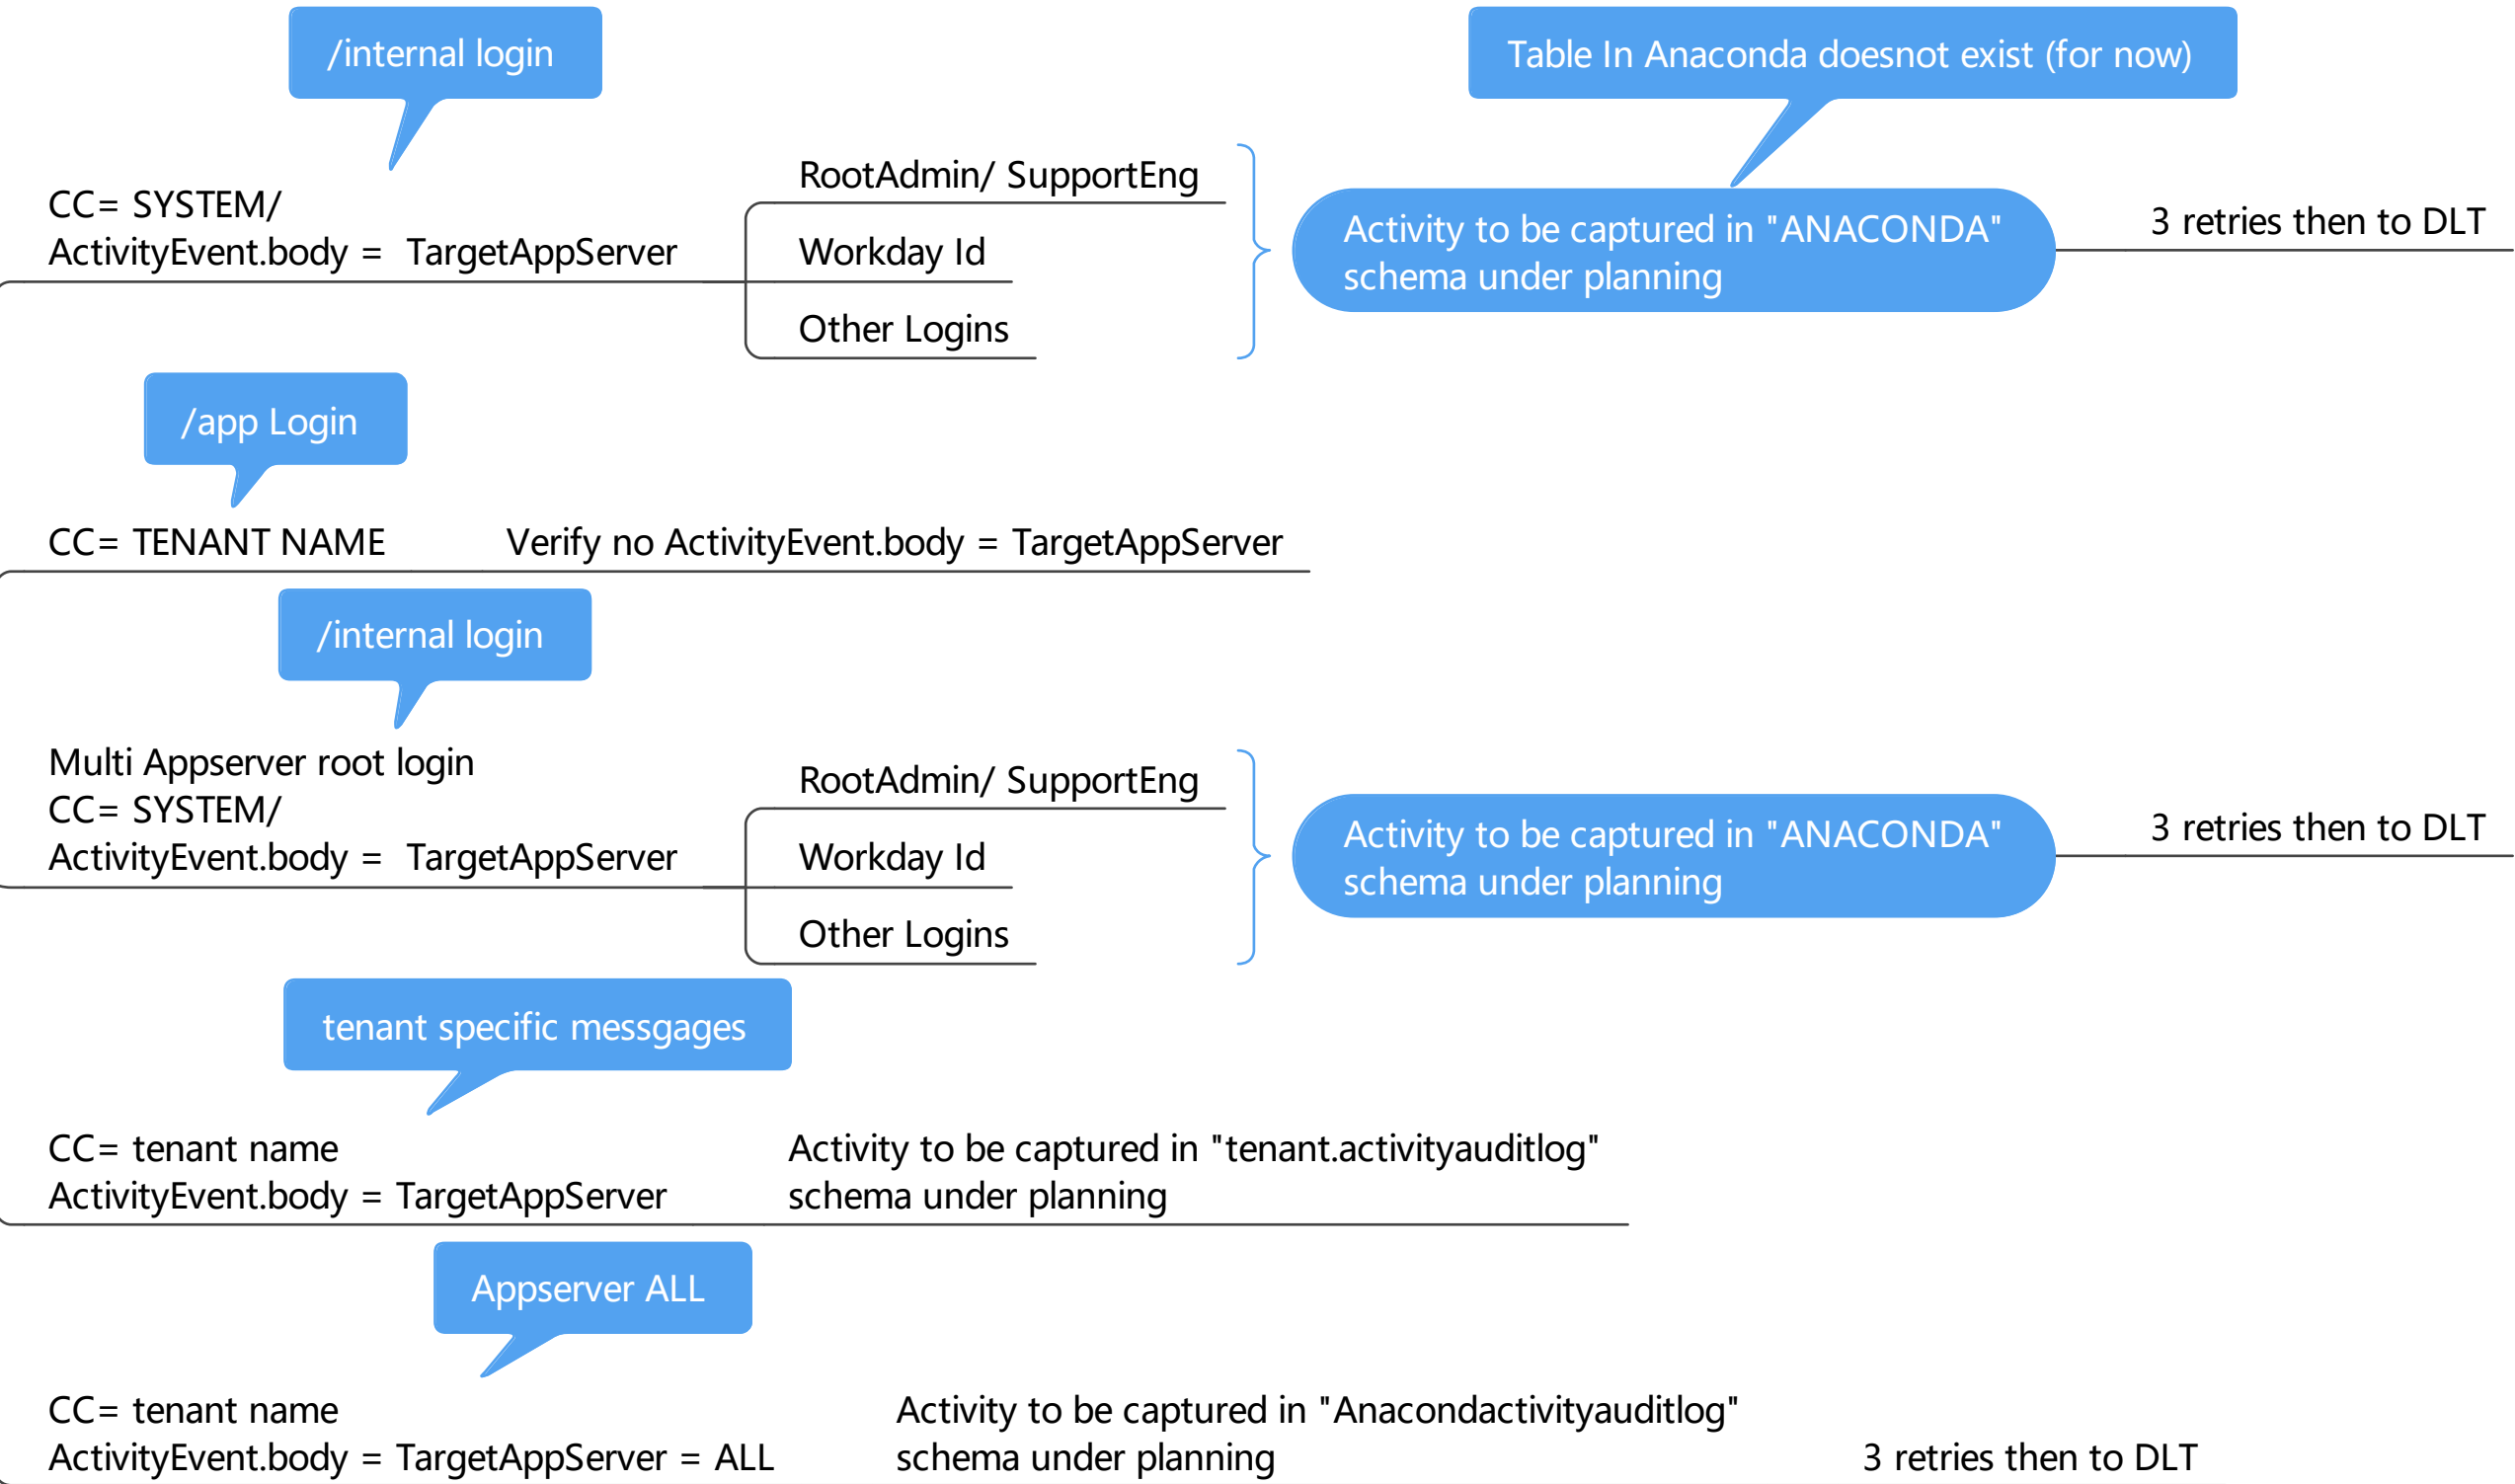 /internal login
Table In Anaconda doesnot exist (for now)
RootAdmin/ SupportEng
CC= SYSTEM/
ActivityEvent.body =  TargetAppServer
Workday Id
Other Logins
Activity to be captured in "ANACONDA"
schema under planning
3 retries then to DLT
/app Login
CC= TENANT NAME
Verify no ActivityEvent.body = TargetAppServer
/internal login
Multi Appserver root login
CC= SYSTEM/
ActivityEvent.body =  TargetAppServer
RootAdmin/ SupportEng
Workday Id
Other Logins
Activity to be captured in "ANACONDA"
schema under planning
3 retries then to DLT
tenant specific messgages
CC= tenant name
ActivityEvent.body = TargetAppServer
Activity to be captured in "tenant.activityauditlog"
schema under planning
Appserver ALL
CC= tenant name
ActivityEvent.body = TargetAppServer = ALL
Activity to be captured in "Anacondactivityauditlog"
schema under planning
3 retries then to DLT